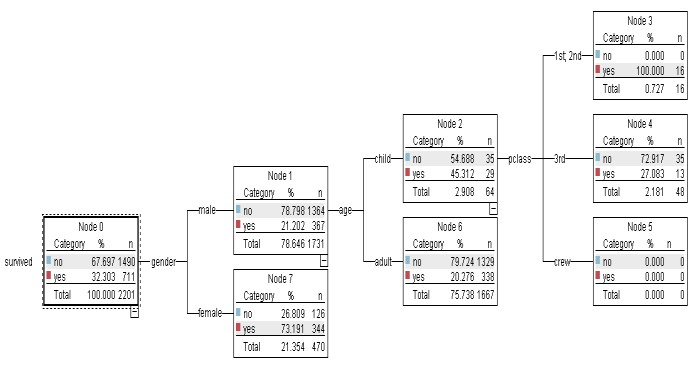 survived
Node 0
Category % n
no 67.697 1490
yes 32.303 711
Total 100.000 2201
gender
male
female
Node 1
Category % n
no 78.798 1364
yes 21.202 367
Total 78.646 1731
Node 7
Category % n
no 26.809 126
yes 73.191 344
Total 21.354 470
age
child
adult
Node 2
Category % n
no 54.688 35
yes 45.312 29
Total 2.908 64
Node 6
Category % n
no 79.724 1329
yes 20.276 338
Total 75.738 1667
pclass
1st; 2nd
3rd
crew
Node 3
Category % n
no 0.000 0
yes 100.000 16
Total 0.727 16
Node 4
Category % n
no 72.917 35
yes 27.083 13
Total 2.181 48
Node 5
Category % n
no 0.000 0
yes 0.000 0
Total 0.000 0